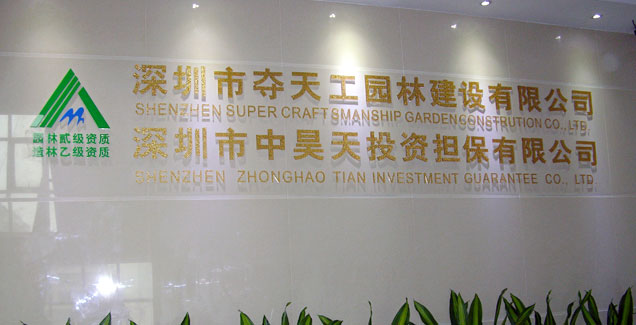 深圳市夺天工园林建设有限公司
SHENZHEN SUPER CRAFTSMANSHIP GARDENCONSTRUTION CO., LTD
深圳市中昊天投资担保有限公司
SHENZHEN ZHONGHAO TIAN INVESTMENT GUARANTEE CO., LTD
园林贰级资质
造林乙级资质